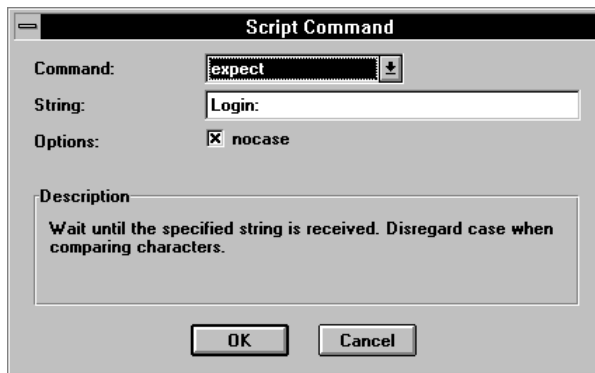 Script Command
Command: expect
String: Login:
Options: nocase
Description
Wait until the specified string is received. Disregard case when
comparing characters.
OK Cancel